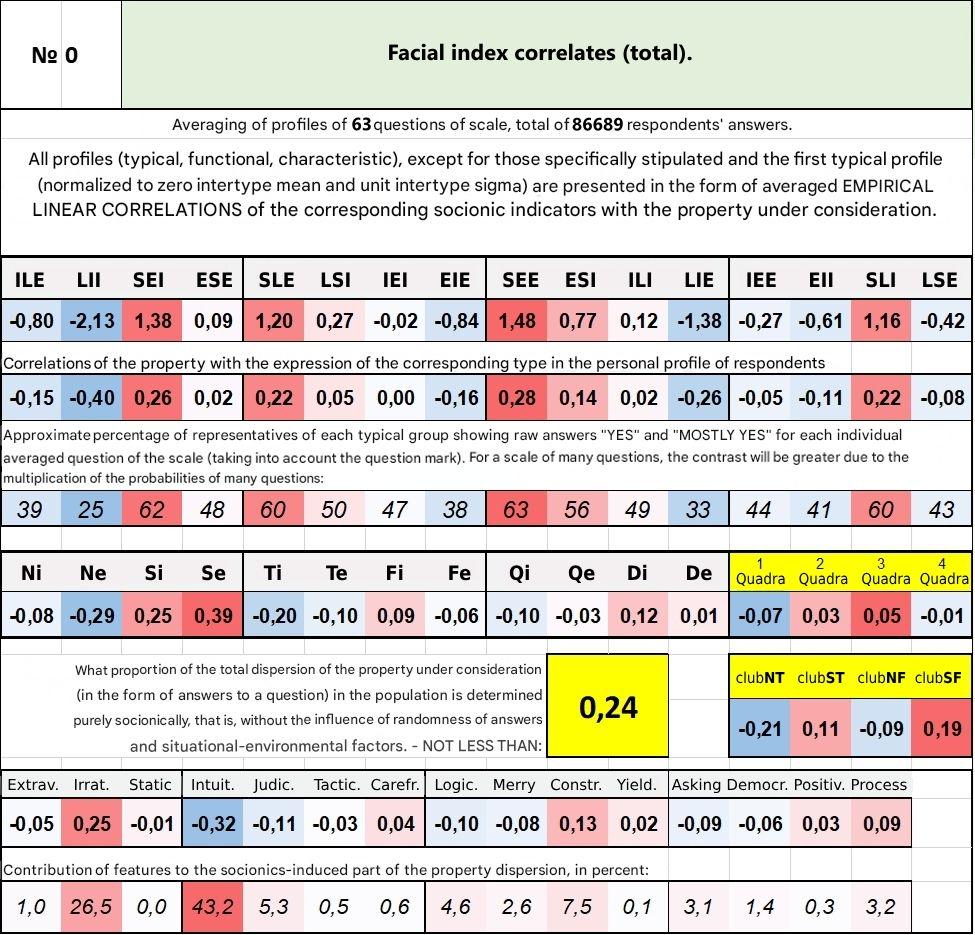 № 0
Facial index correlates (total).
Averaging of profiles of 63 questions of scale, total of 86689 respondents' answers.
All profiles (typical, functional, characteristic), except for those specifically stipulated and the first typical profile
(normalized to zero intertype mean and unit intertype sigma) are presented in the form of averaged EMPIRICAL
LINEAR CORRELATIONS of the corresponding socionic indicators with the property under consideration.
ILE LII SEI ESE SLE LSI IEI EIE SEE ESI ILI LIE IEE EII SLI LSE
-0,80 -2,13 1,38 0,09 1,20 0,27 -0,02 -0,84 1,48 0,77 0,12 -1,38 -0,27 -0,61 1,16 -0,42
Correlations of the property with the expression of the corresponding type in the personal profile of respondents
-0,15 -0,40 0,26 0,02 0,22 0,05 0,00 -0,16 0,28 0,14 0,02 -0,26 -0,05 -0,11 0,22 -0,08
Approximate percentage of representatives of each typical group showing raw answers "YES" and "MOSTLY YES" for each individual
averaged question of the scale (taking into account the question mark). For a scale of many questions, the contrast will be greater due to the
multiplication of the probabilities of many questions:
39 25 62 48 60 50 47 38 63 56 49 33 44 41 60 43
Ni Ne Si Se Ti Te Fi Fe Qi Qe Di De 1 Quadra 2 Quadra 3 Quadra 4 Quadra
-0,08 -0,29 0,25 0,39 -0,20 -0,10 0,09 -0,06 -0,10 -0,03 0,12 0,01 -0,07 0,03 0,05 -0,01
What proportion of the total dispersion of the property under consideration
(in the form of answers to a question) in the population is determined
purely socionically, that is, without the influence of randomness of answers
and situational-environmental factors. - NOT LESS THAN:
0,24
clubNT clubST clubNF clubSF
-0,21 0,11 -0,09 0,19
Extrav. Irrat. Static Intuit. Judic. Tactic. Carefr. Logic. Merry Constr. Yield. Asking Democr. Positiv. Process
-0,05 0,25 -0,01 -0,32 -0,11 -0,03 0,04 -0,10 -0,08 0,13 0,02 -0,09 -0,06 0,03 0,09
Contribution of features to the socionics-induced part of the property dispersion, in percent:
1,0 26,5 0,0 43,2 5,3 0,5 0,6 4,6 2,6 7,5 0,1 3,1 1,4 0,3 3,2